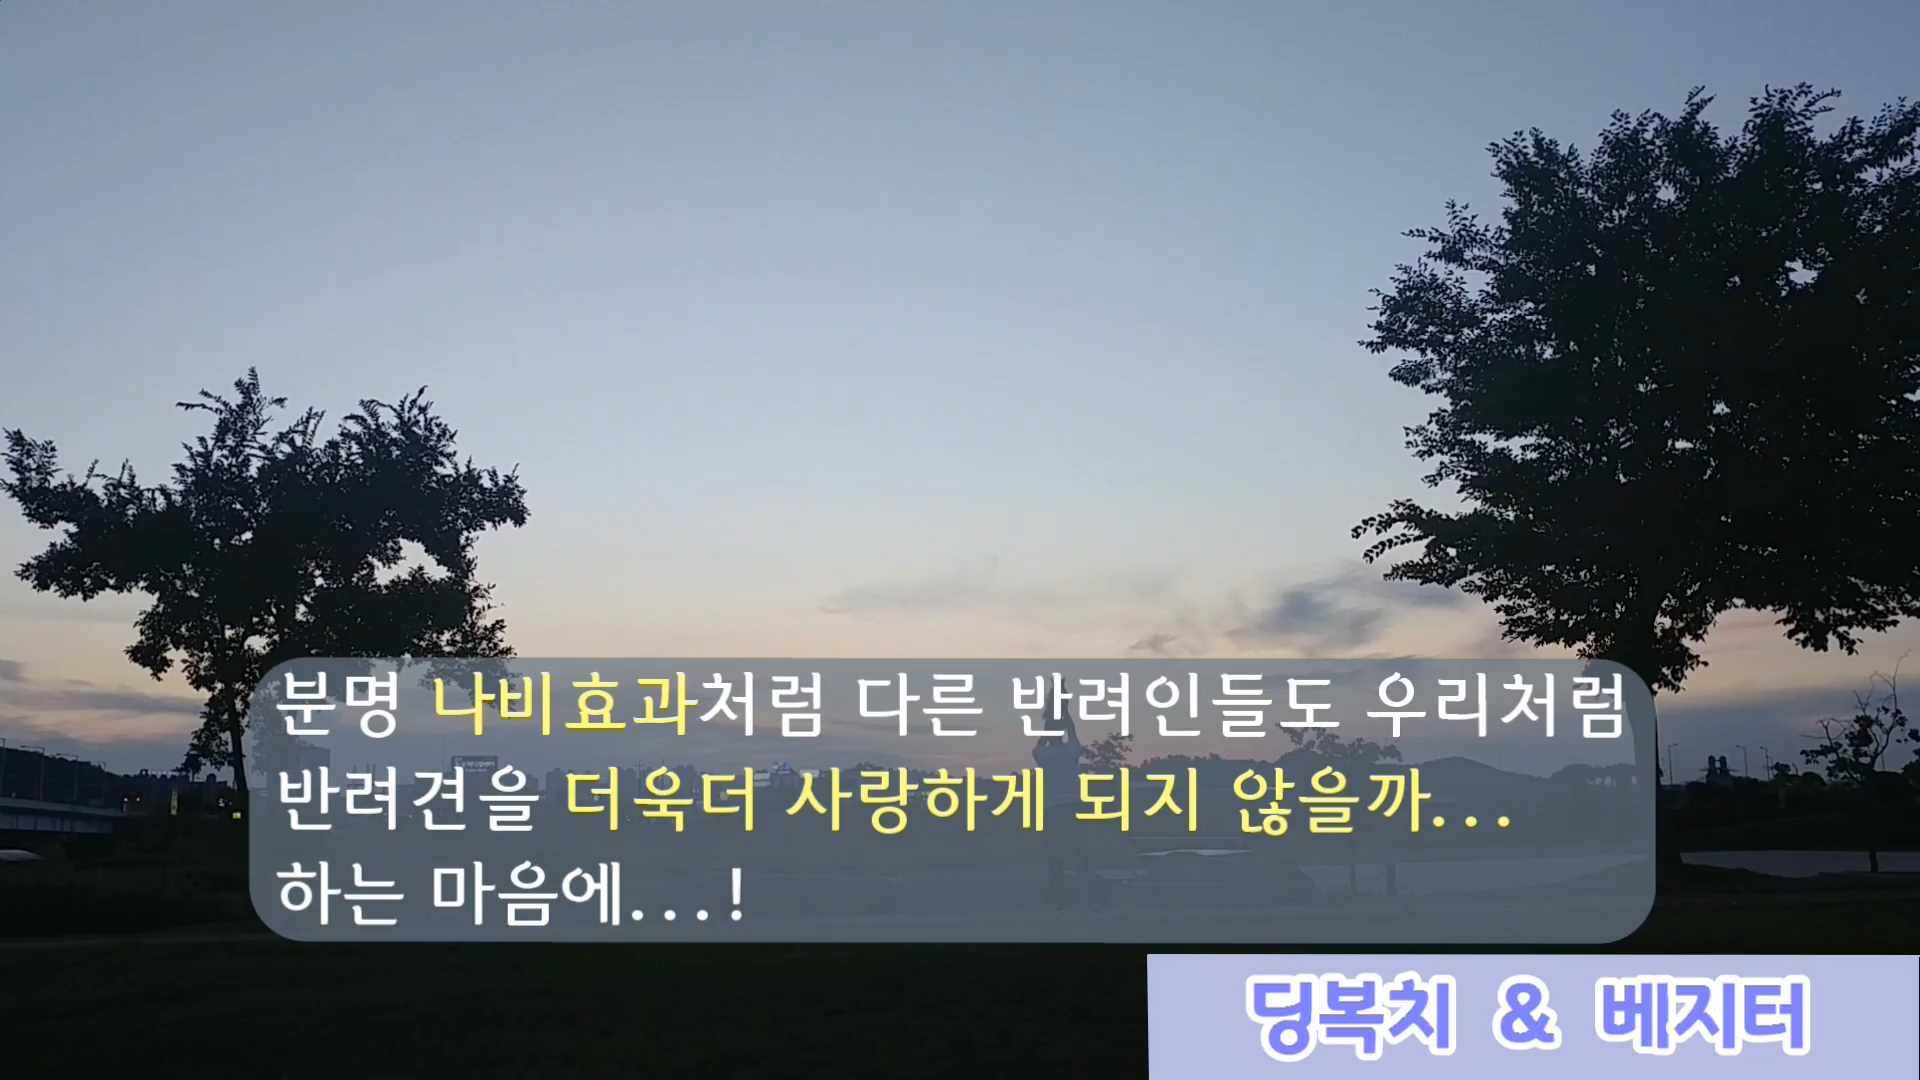 분명 나비효과처럼 다른 반려인들도 우리처럼
반려견을 더욱더 사랑하게 되지 않을까...
하는 마음에...!
딩복치 & 베지터